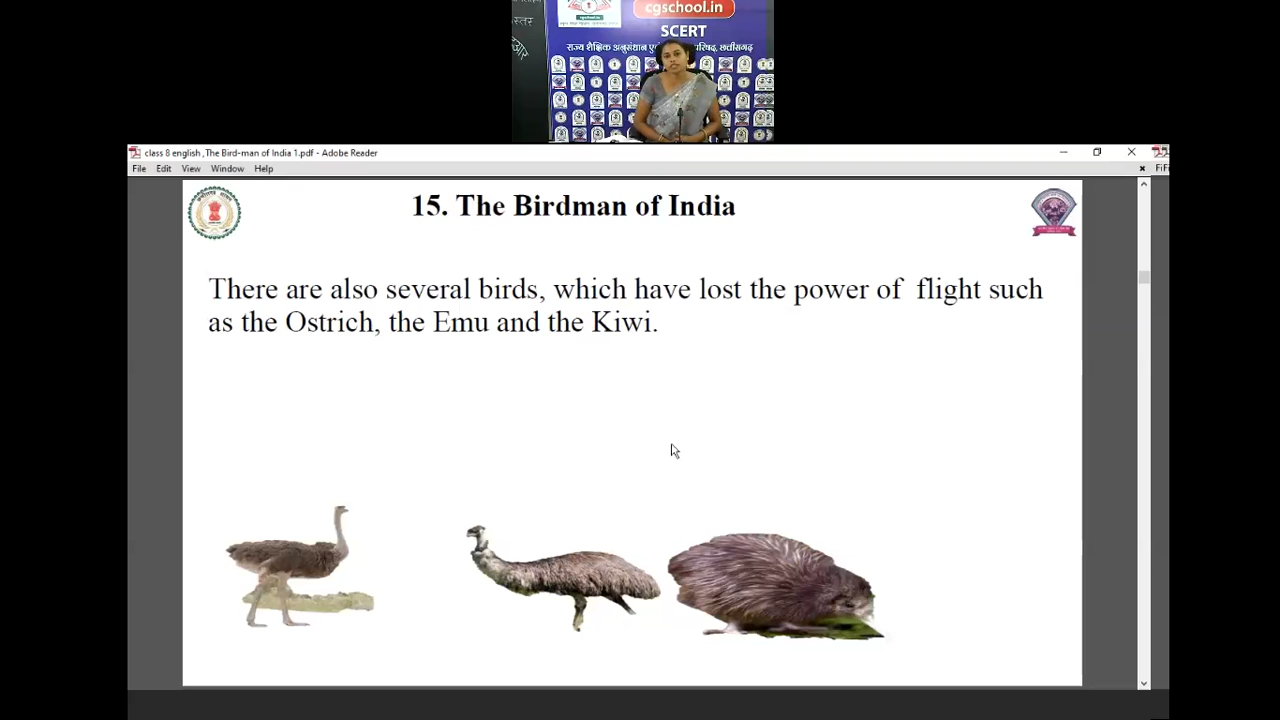 cgschool.in
स्तर
SCERT
राज्य शैक्षिक अनुसंधान एवं परिषद, छत्तीसगढ़
class 8 english ,The Bird-man of India 1.pdf - Adobe Reader
File Edit View Window Help
15. The Birdman of India
There are also several birds, which have lost the power of flight such
as the Ostrich, the Emu and the Kiwi.